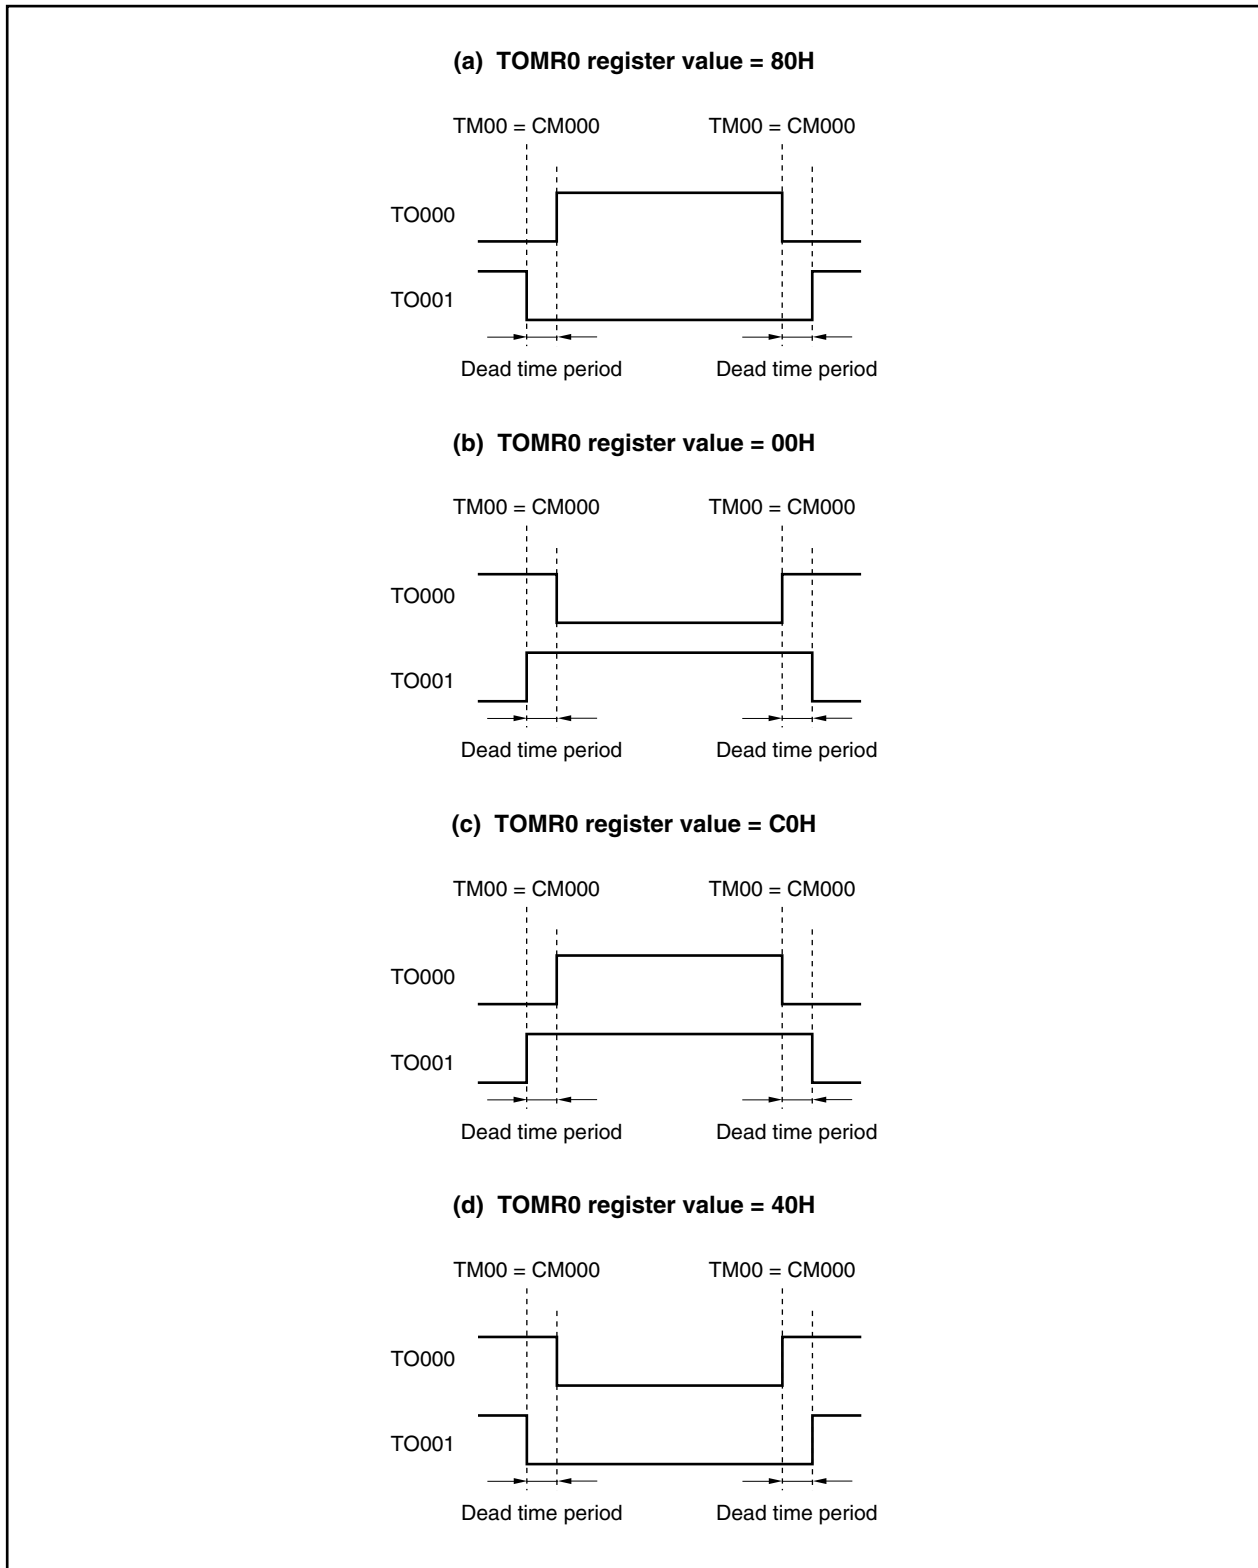 (a) TOMR0 register value = 80H
TM00 = CM000 TM00 = CM000
TO000
TO001
Dead time period Dead time period
(b) TOMR0 register value = 00H
TM00 = CM000 TM00 = CM000
TO000
TO001
Dead time period Dead time period
(c) TOMR0 register value = C0H
TM00 = CM000 TM00 = CM000
TO000
TO001
Dead time period Dead time period
(d) TOMR0 register value = 40H
TM00 = CM000 TM00 = CM000
TO000
TO001
Dead time period Dead time period